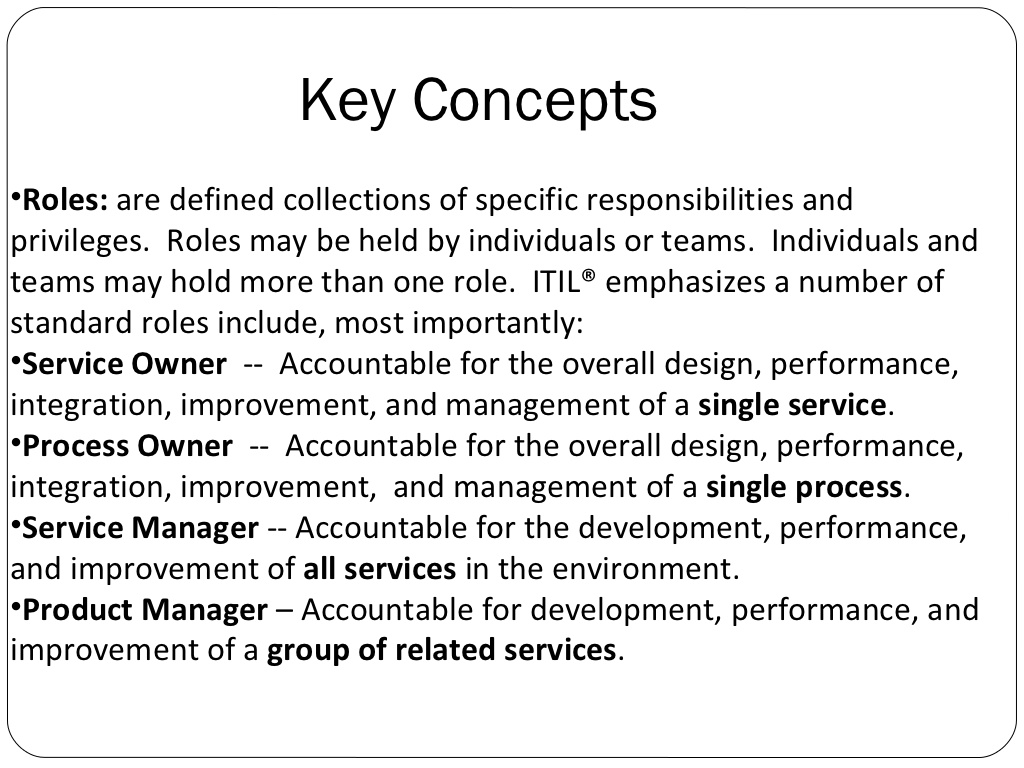 Key Concepts
•Roles: are defined collections of specific responsibilities and
privileges.  Roles may be held by individuals or teams.  Individuals and
teams may hold more than one role.  ITIL® emphasizes a number of
standard roles include, most importantly:
•Service Owner  --  Accountable for the overall design, performance,
integration, improvement, and management of a single service.
•Process Owner  --  Accountable for the overall design, performance,
integration, improvement,  and management of a single process.
•Service Manager -- Accountable for the development, performance,
and improvement of all services in the environment.
•Product Manager – Accountable for development, performance, and
improvement of a group of related services.